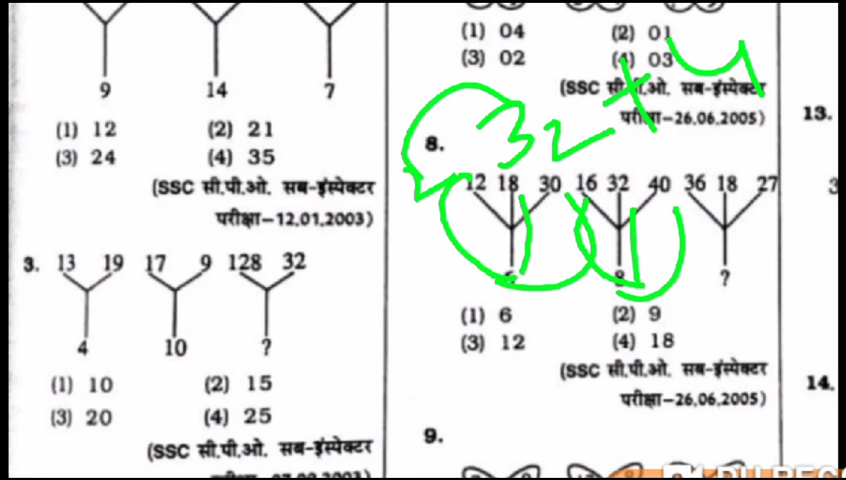 9 14 7
(1) 12 (2) 21
(3) 24 (4) 35
(SSC सी.पी.ओ. सब-इंस्पेक्टर
परीक्षा-12.01.2003)
3. 13 19 17 9 128 32
4 10 ?
(1) 10 (2) 15
(3) 20 (4) 25
(SSC सी.पी.ओ. सब-इंस्पेक्टर
(1) 04 (2) 01
(3) 02 (4) 03
(SSC सी.पी.ओ. सब-इंस्पेक्टर
परीक्षा-26.06.2005)
8. 32
12 18 30 16 32 40 36 18 27
6 8 ?
(1) 6 (2) 9
(3) 12 (4) 18
(SSC सी.पी.ओ. सब-इंस्पेक्टर
परीक्षा-26.06.2005)
9.
13.
3
14.